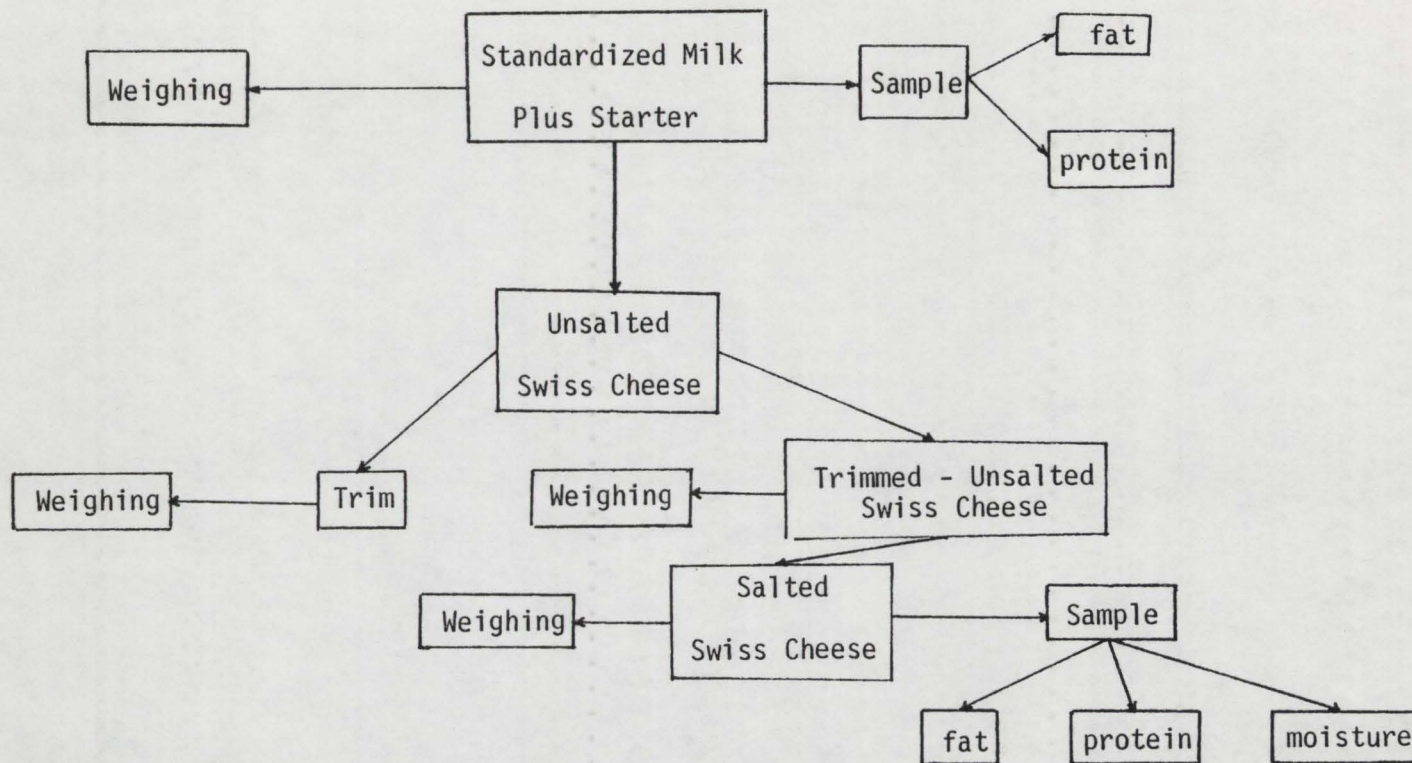 fat
Standardized Milk
Weighing
Sample
Plus Starter
protein
Unsalted
Swiss Cheese
Weighing
Trim
Weighing
Trimmed - Unsalted
Swiss Cheese
Salted
Weighing
Sample
Swiss Cheese
fat
protein
moisture